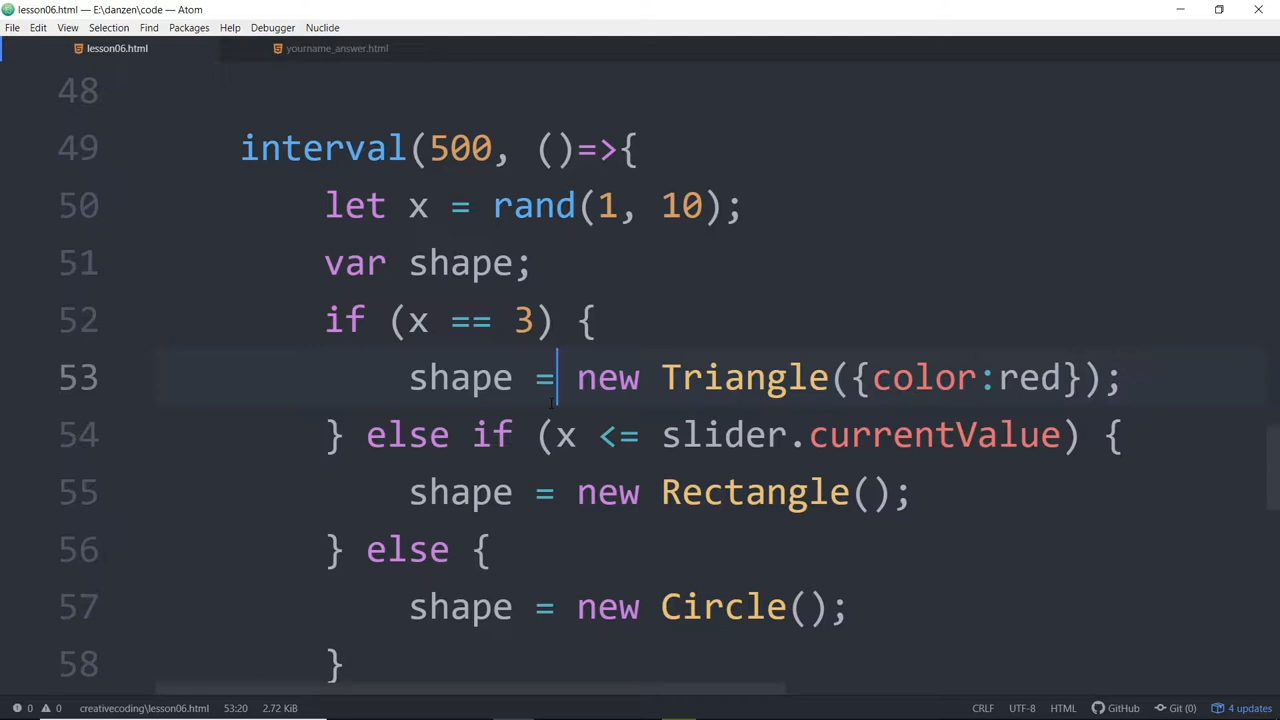 lesson06.html — E:\danzen\code — Atom
File Edit View Selection Find Packages Help Debugger Nuclide
lesson06.html yourname_answer.html
48
49 interval(500, ()=>{
50 let x = rand(1, 10);
51 var shape;
52 if (x == 3) {
53 shape = new Triangle({color:red});
54 } else if (x <= slider.currentValue) {
55 shape = new Rectangle();
56 } else {
57 shape = new Circle();
58 }
0 0 creativecoding\lesson06.html 53:20 2.72 KiB CRLF UTF-8 HTML GitHub Git (0) 4 updates